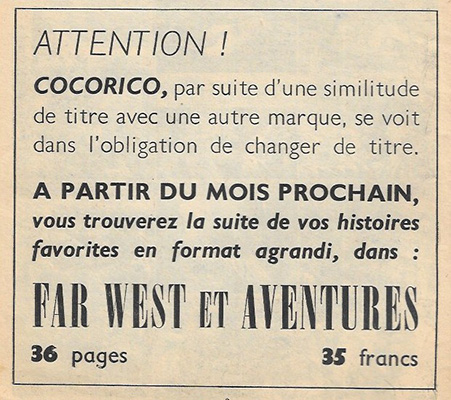 ATTENTION !
COCORICO, par suite d'une similitude
de titre avec une autre marque, se voit
dans l'obligation de changer de titre.
A PARTIR DU MOIS PROCHAIN,
vous trouverez la suite de vos histoires
favorites en format agrandi, dans :
FAR WEST ET AVENTURES
36 pages 35 francs